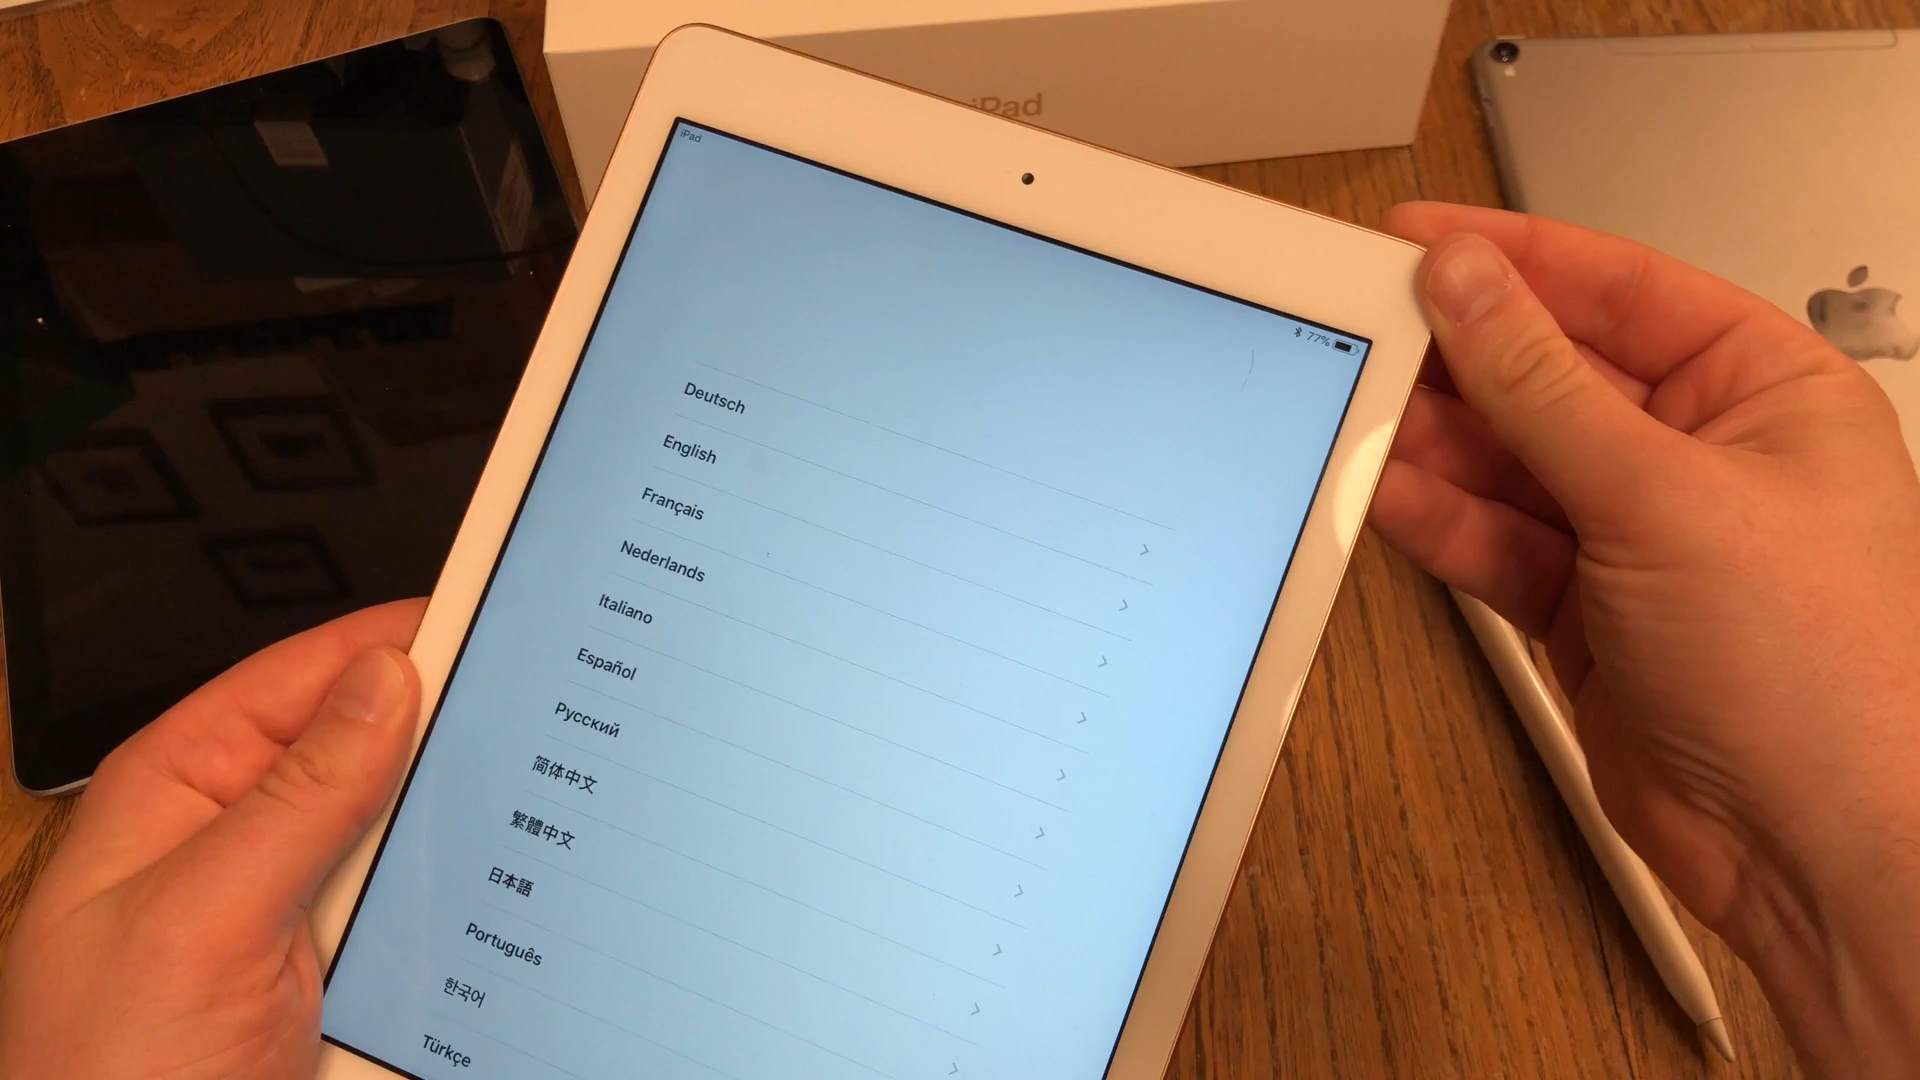 iPad
iPad
77%
Deutsch
English
Français
Nederlands
Italiano
Español
Русский
简体中文
繁體中文
日本語
Português
한국어
Türkçe